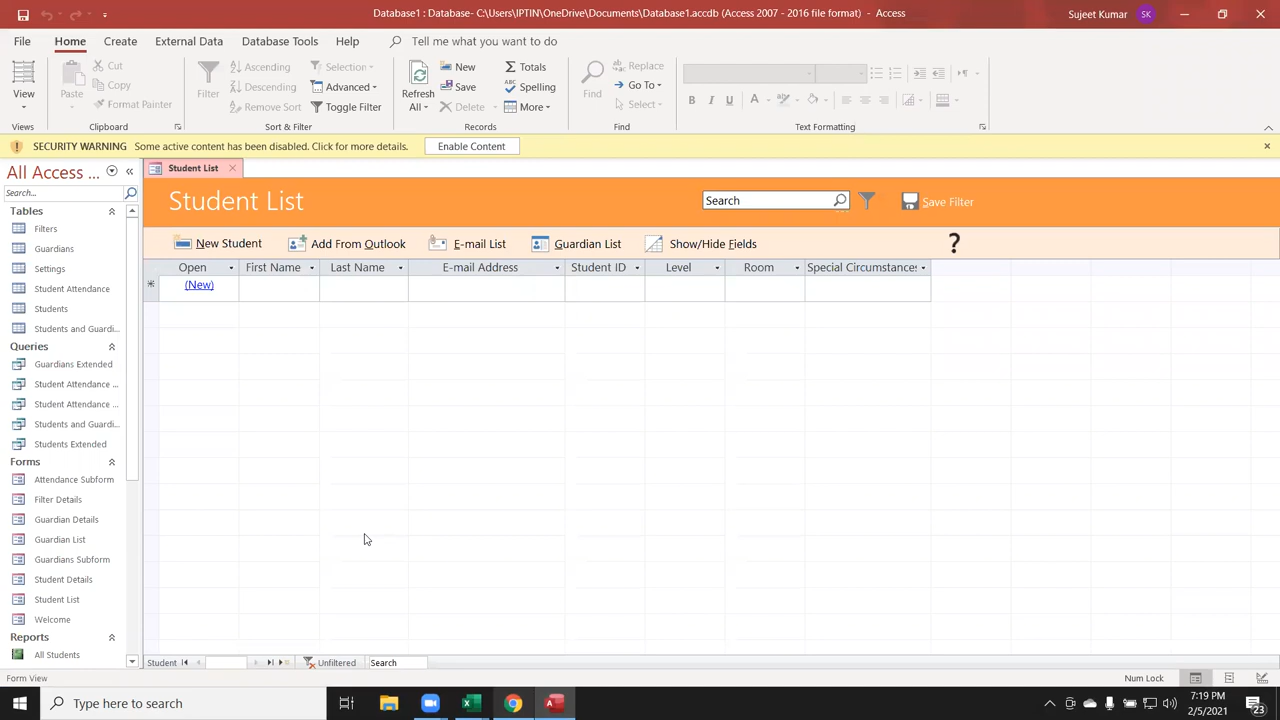 Database1 : Database- C:\Users\IPTIN\OneDrive\Documents\Database1.accdb (Access 2007 - 2016 file format) - Access
Sujeet Kumar SK
File Home Create External Data Database Tools Help Tell me what you want to do
View
Views
Paste
Cut
Copy
Format Painter
Clipboard
Filter
Ascending
Descending
Remove Sort
Selection
Advanced
Toggle Filter
Sort & Filter
Refresh
All
New
Save
Delete
Totals
Spelling
More
Records
Find
Replace
Go To
Select
Find
B I U A
Text Formatting
SECURITY WARNING Some active content has been disabled. Click for more details. Enable Content
All Access ...
Search...
Tables
Filters
Guardians
Settings
Student Attendance
Students
Students and Guardi...
Queries
Guardians Extended
Student Attendance ...
Student Attendance ...
Students and Guardi...
Students Extended
Forms
Attendance Subform
Filter Details
Guardian Details
Guardian List
Guardians Subform
Student Details
Student List
Welcome
Reports
All Students
Student List
Student List
Search
Save Filter
New Student Add From Outlook E-mail List Guardian List Show/Hide Fields ?
Open First Name Last Name E-mail Address Student ID Level Room Special Circumstances
(New)
Student Unfiltered Search
Form View
Num Lock
Type here to search
7:19 PM
2/5/2021
23